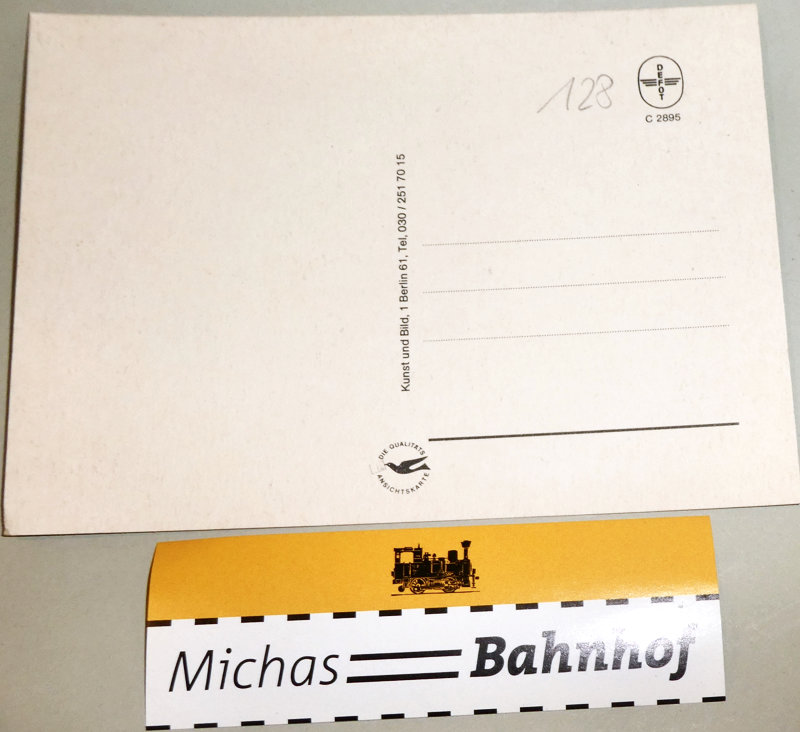 128
DEFOT
C 2895
Kunst und Bild, 1 Berlin 61, Tel, 030 / 251 70 15
DIE QUALITÄTS
ANSICHTSKARTE
Michas Bahnhof